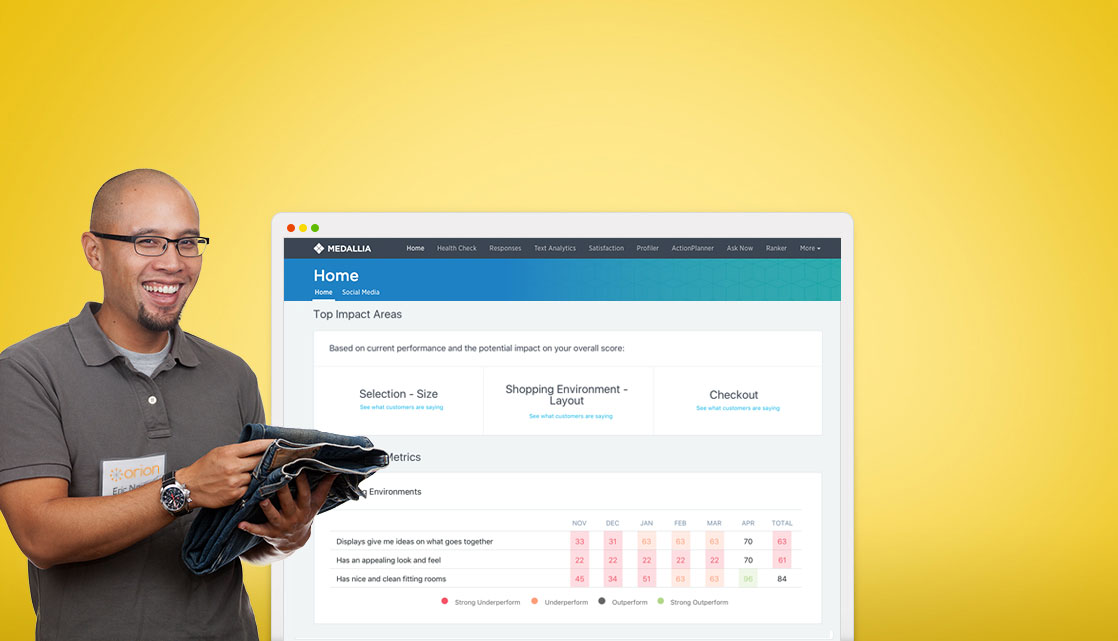 MEDALLIA Home Health Check Responses Text Analytics Satisfaction Profiler ActionPlanner Ask Now Ranker More
Home
Home Social Media
Top Impact Areas
Based on current performance and the potential impact on your overall score:
Selection - Size
See what customers are saying
Shopping Environment -
Layout
See what customers are saying
Checkout
See what customers are saying
Metrics
Environments
NOV DEC JAN FEB MAR APR TOTAL
Displays give me ideas on what goes together 33 31 63 63 63 70 63
Has an appealing look and feel 22 22 22 22 22 70 61
Has nice and clean fitting rooms 45 34 51 63 63 96 84
Strong Underperform Underperform Outperform Strong Outperform
orion
Eric